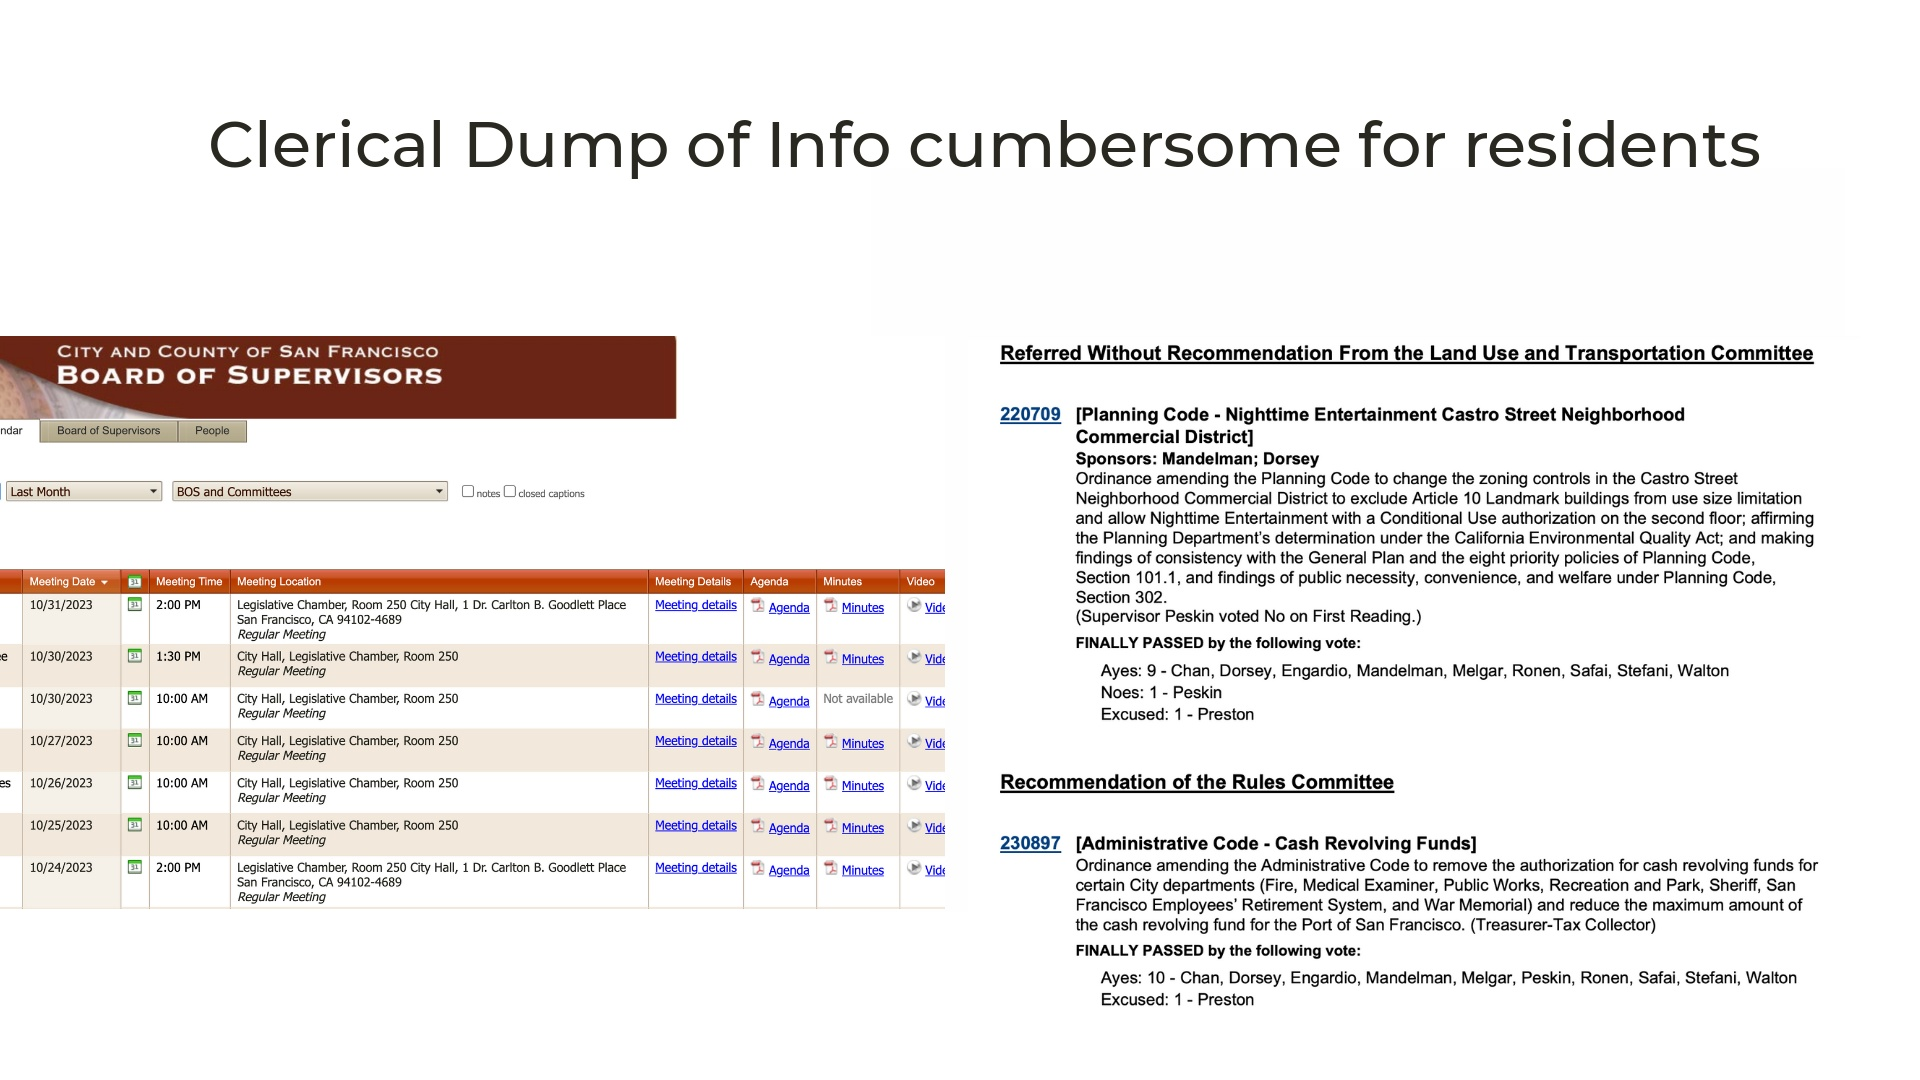 Clerical Dump of Info cumbersome for residents
City and County of San Francisco
Board of Supervisors
ndar Board of Supervisors People
Last Month BOS and Committees notes closed captions
Meeting Date Meeting Time Meeting Location Meeting Details Agenda Minutes Video
10/31/2023 2:00 PM Legislative Chamber, Room 250 City Hall, 1 Dr. Carlton B. Goodlett Place Meeting details Agenda Minutes Vide
San Francisco, CA 94102-4689
Regular Meeting
ee 10/30/2023 1:30 PM City Hall, Legislative Chamber, Room 250 Meeting details Agenda Minutes Vide
Regular Meeting
10/30/2023 10:00 AM City Hall, Legislative Chamber, Room 250 Meeting details Agenda Not available Vide
Regular Meeting
10/27/2023 10:00 AM City Hall, Legislative Chamber, Room 250 Meeting details Agenda Minutes Vide
Regular Meeting
es 10/26/2023 10:00 AM City Hall, Legislative Chamber, Room 250 Meeting details Agenda Minutes Vide
Regular Meeting
10/25/2023 10:00 AM City Hall, Legislative Chamber, Room 250 Meeting details Agenda Minutes Vide
Regular Meeting
10/24/2023 2:00 PM Legislative Chamber, Room 250 City Hall, 1 Dr. Carlton B. Goodlett Place Meeting details Agenda Minutes Vide
San Francisco, CA 94102-4689
Regular Meeting
Referred Without Recommendation From the Land Use and Transportation Committee
220709 [Planning Code - Nighttime Entertainment Castro Street Neighborhood
Commercial District]
Sponsors: Mandelman; Dorsey
Ordinance amending the Planning Code to change the zoning controls in the Castro Street
Neighborhood Commercial District to exclude Article 10 Landmark buildings from use size limitation
and allow Nighttime Entertainment with a Conditional Use authorization on the second floor; affirming
the Planning Department's determination under the California Environmental Quality Act; and making
findings of consistency with the General Plan and the eight priority policies of Planning Code,
Section 101.1, and findings of public necessity, convenience, and welfare under Planning Code,
Section 302.
(Supervisor Peskin voted No on First Reading.)
FINALLY PASSED by the following vote:
Ayes: 9 - Chan, Dorsey, Engardio, Mandelman, Melgar, Ronen, Safai, Stefani, Walton
Noes: 1 - Peskin
Excused: 1 - Preston
Recommendation of the Rules Committee
230897 [Administrative Code - Cash Revolving Funds]
Ordinance amending the Administrative Code to remove the authorization for cash revolving funds for
certain City departments (Fire, Medical Examiner, Public Works, Recreation and Park, Sheriff, San
Francisco Employees' Retirement System, and War Memorial) and reduce the maximum amount of
the cash revolving fund for the Port of San Francisco. (Treasurer-Tax Collector)
FINALLY PASSED by the following vote:
Ayes: 10 - Chan, Dorsey, Engardio, Mandelman, Melgar, Peskin, Ronen, Safai, Stefani, Walton
Excused: 1 - Preston